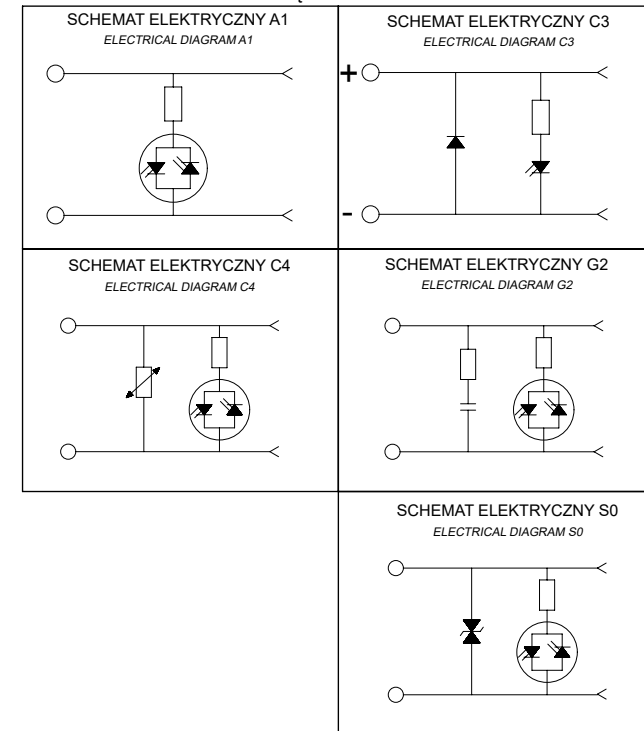 SCHEMAT ELEKTRYCZNY A1
ELECTRICAL DIAGRAM A1
SCHEMAT ELEKTRYCZNY C3
ELECTRICAL DIAGRAM C3
+
-
SCHEMAT ELEKTRYCZNY C4
ELECTRICAL DIAGRAM C4
SCHEMAT ELEKTRYCZNY G2
ELECTRICAL DIAGRAM G2
SCHEMAT ELEKTRYCZNY S0
ELECTRICAL DIAGRAM S0